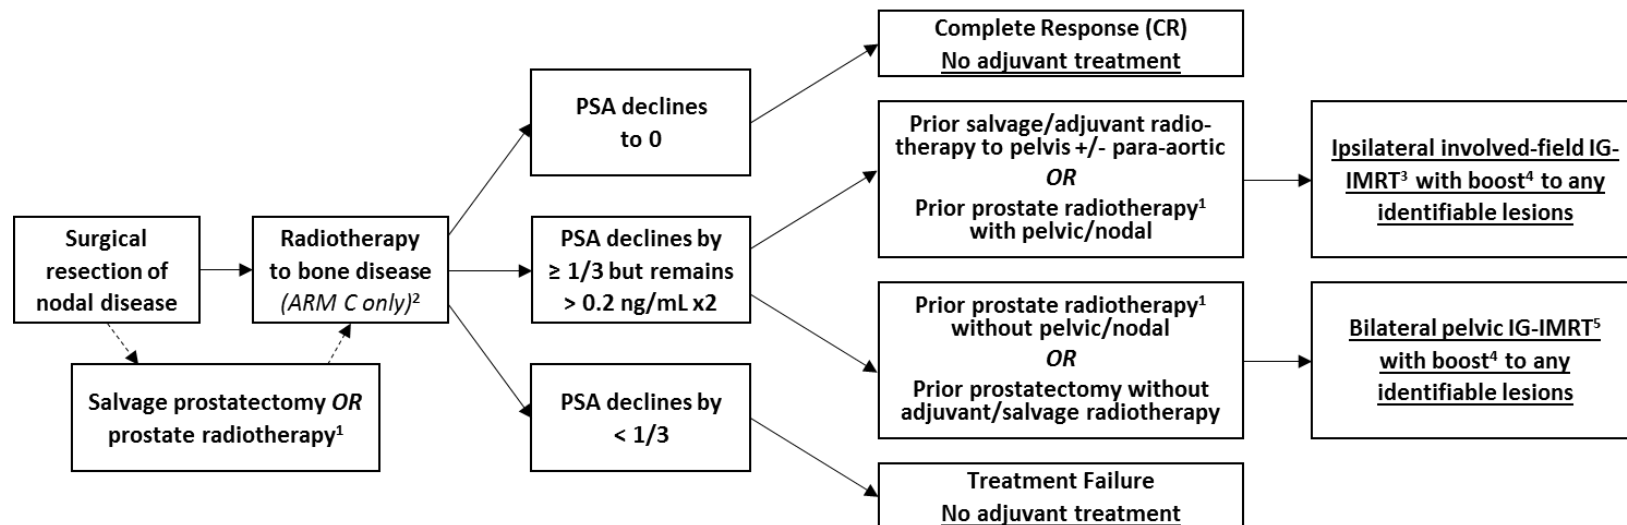 Surgical
resection of
nodal disease
Salvage prostatectomy OR
prostate radiotherapy¹
Radiotherapy
to bone disease
(ARM C only)²
PSA declines
to 0
PSA declines by
≥ 1/3 but remains
> 0.2 ng/mL x2
PSA declines by
< 1/3
Complete Response (CR)
No adjuvant treatment
Prior salvage/adjuvant radio-
therapy to pelvis +/- para-aortic
OR
Prior prostate radiotherapy¹
with pelvic/nodal
Prior prostate radiotherapy¹
without pelvic/nodal
OR
Prior prostatectomy without
adjuvant/salvage radiotherapy
Treatment Failure
No adjuvant treatment
Ipsilateral involved-field IG-
IMRT³ with boost⁴ to any
identifiable lesions
Bilateral pelvic IG-IMRT⁵
with boost⁴ to any
identifiable lesions